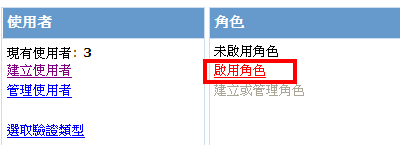 使用者
現有使用者: 3
建立使用者
管理使用者
選取驗證類型
角色
未啟用角色
啟用角色
建立或管理角色